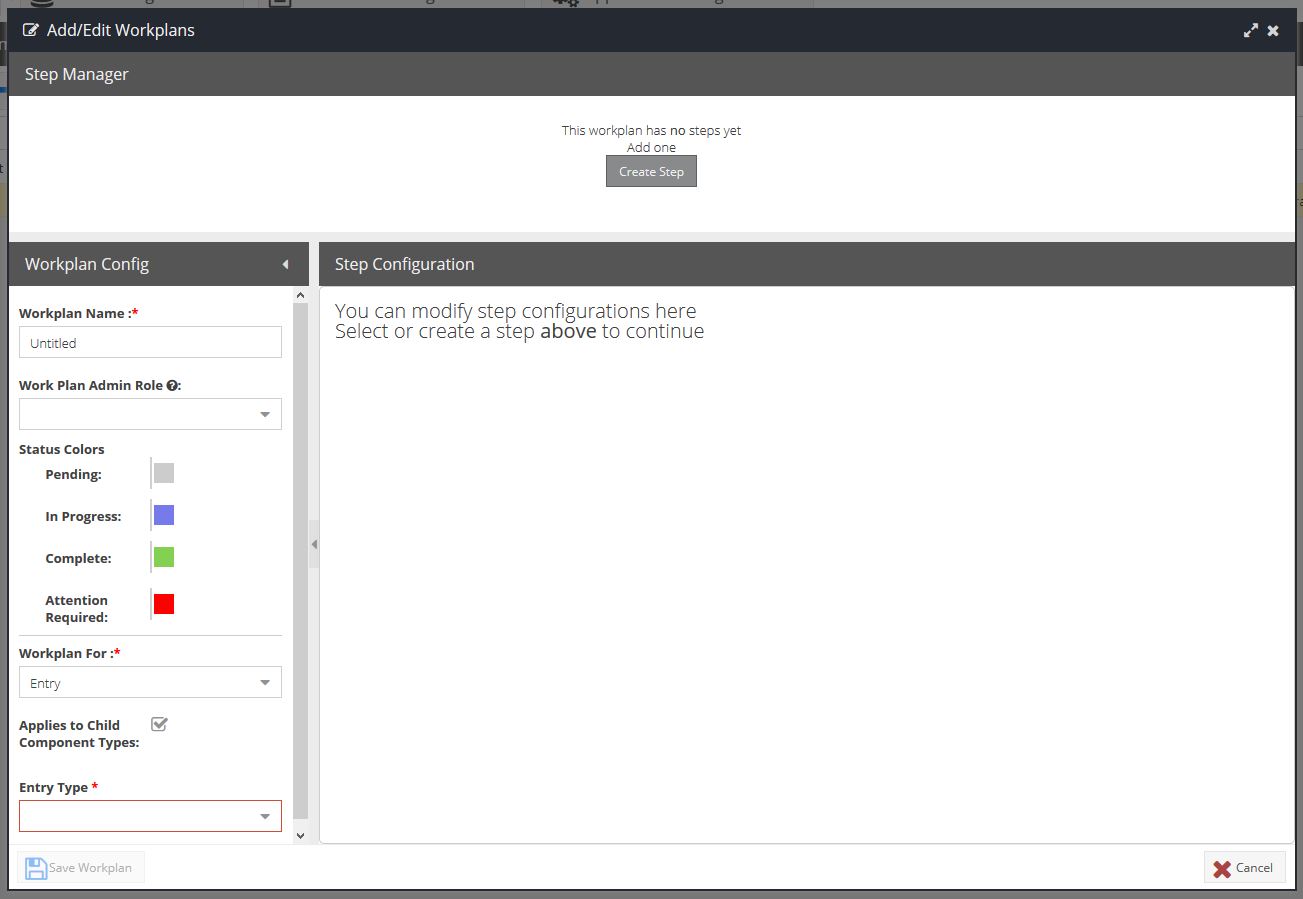 Add/Edit Workplans
Step Manager
This workplan has no steps yet
Add one
Create Step
Workplan Config
Step Configuration
Workplan Name :*
Untitled
Work Plan Admin Role ?:
Status Colors
Pending:
In Progress:
Complete:
Attention
Required:
Workplan For :*
Entry
Applies to Child
Component Types:
Entry Type *
You can modify step configurations here
Select or create a step above to continue
Save Workplan
Cancel